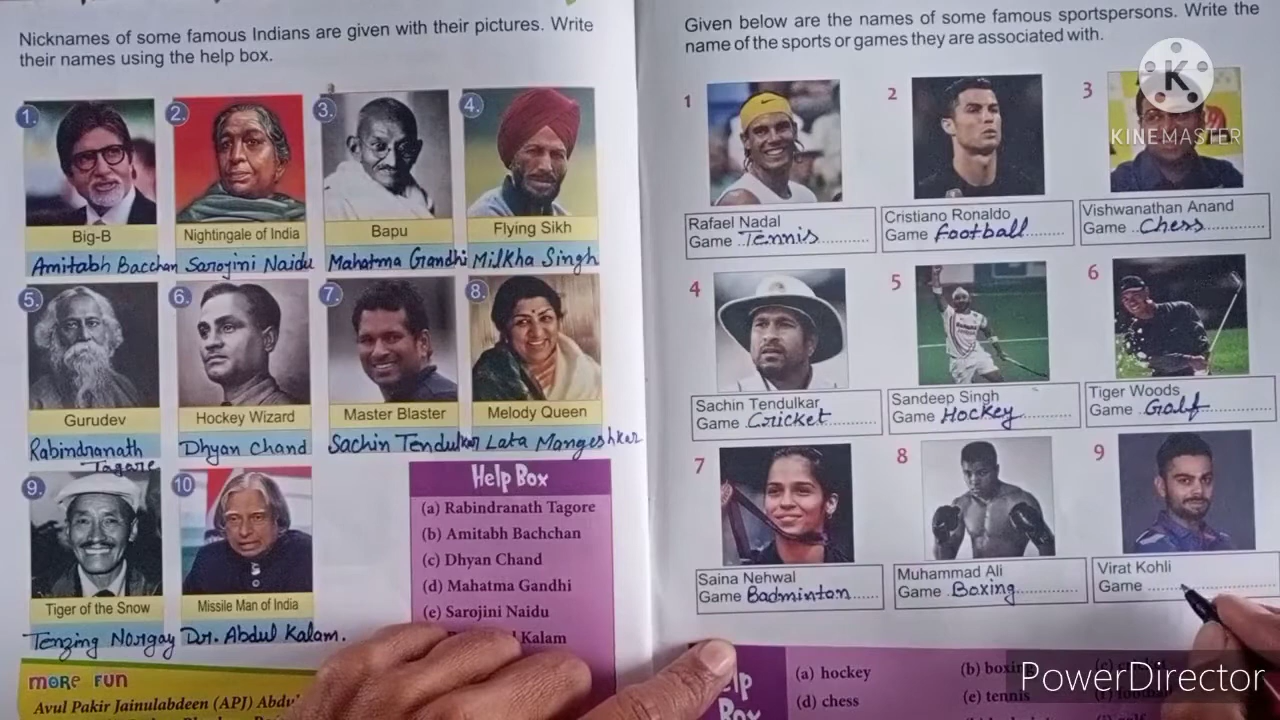 Nicknames of some famous Indians are given with their pictures. Write
their names using the help box.
1.
2.
3.
4.
Big-B
Nightingale of India
Bapu
Flying Sikh
Amitabh Bacchan
Sarojini Naidu
Mahatma Gandhi
Milkha Singh
5.
6.
7.
8.
Gurudev
Hockey Wizard
Master Blaster
Melody Queen
Rabindranath
Tagore
Dhyan Chand
Sachin Tendulkar
Lata Mangeshkar
9.
10
Tiger of the Snow
Missile Man of India
Tenzing Norgay
Dr. Abdul Kalam.
Help Box
(a) Rabindranath Tagore
(b) Amitabh Bachchan
(c) Dhyan Chand
(d) Mahatma Gandhi
(e) Sarojini Naidu
Kalam
MORE FUN
Avul Pakir Jainulabdeen (APJ)
Given below are the names of some famous sportspersons. Write the
name of the sports or games they are associated with.
1
2
3
KINEMASTER
K
Rafael Nadal
Game Tennis
Cristiano Ronaldo
Game Football
Vishwanathan Anand
Game Chess
4
5
6
Sachin Tendulkar
Game Cricket
Sandeep Singh
Game Hockey
Tiger Woods
Game Golf
7
8
9
Saina Nehwal
Game Badminton
Muhammad Ali
Game Boxing
Virat Kohli
Game
Box
(a) hockey
(d) chess
(e) tennis
PowerDirector